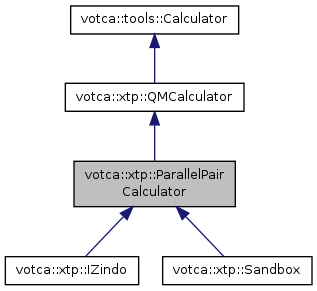 votca::tools::Calculator
votca::xtp::QMCalculator
votca::xtp::ParallelPair
Calculator
votca::xtp::IZindo
votca::xtp::Sandbox